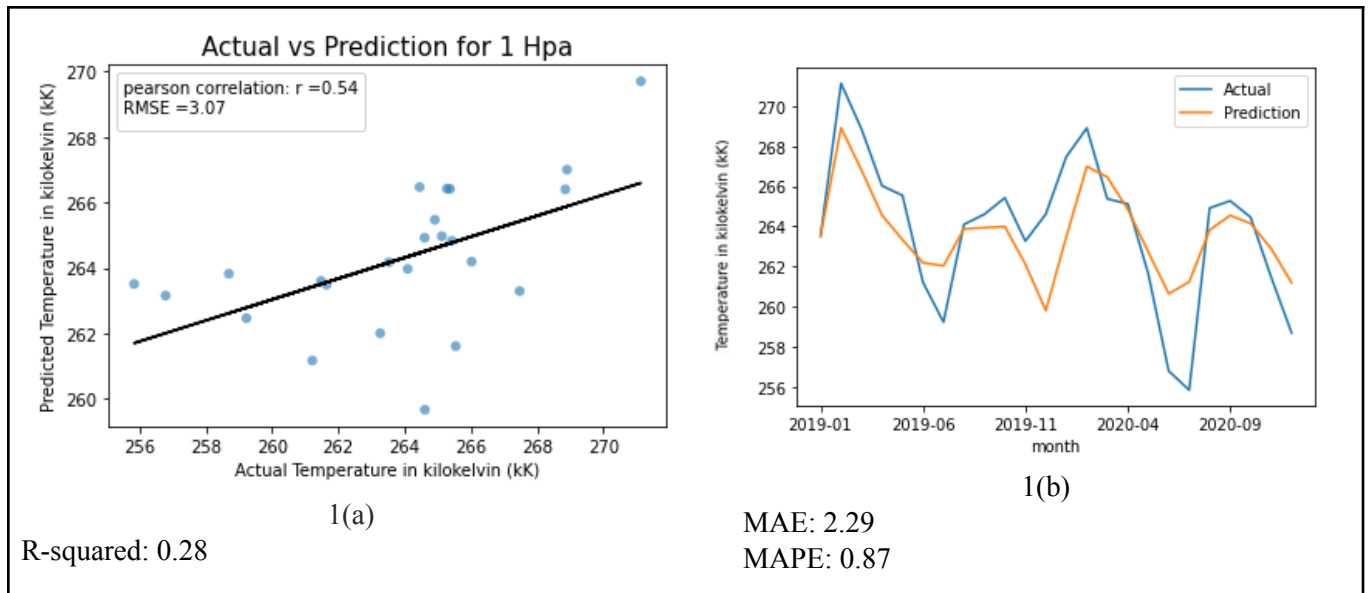 Actual vs Prediction for 1 Hpa
pearson correlation: r =0.54
RMSE =3.07
Predicted Temperature in kilokelvin (kK)
270
268
266
264
262
260
256 258 260 262 264 266 268 270
Actual Temperature in kilokelvin (kK)
1(a)
R-squared: 0.28
Actual
Prediction
Temperature in kilokelvin (kK)
270
268
266
264
262
260
258
256
2019-01 2019-06 2019-11 2020-04 2020-09
month
1(b)
MAE: 2.29
MAPE: 0.87